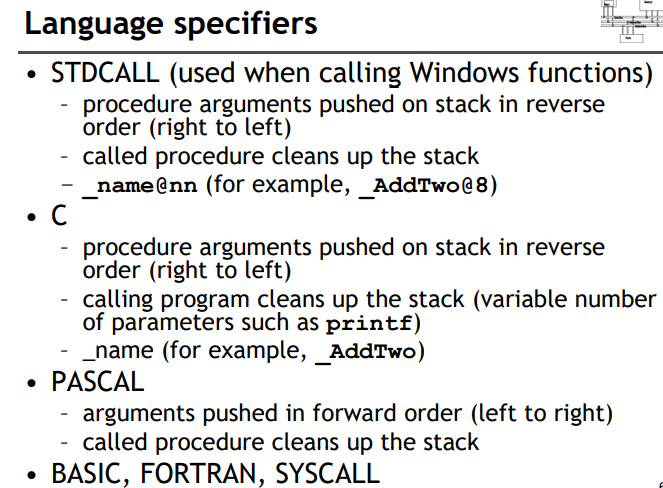 Language specifiers
• STDCALL (used when calling Windows functions)
- procedure arguments pushed on stack in reverse
order (right to left)
- called procedure cleans up the stack
– _name@nn (for example, _AddTwo@8)
• C
- procedure arguments pushed on stack in reverse
order (right to left)
- calling program cleans up the stack (variable number
of parameters such as printf)
- _name (for example, _AddTwo)
• PASCAL
- arguments pushed in forward order (left to right)
- called procedure cleans up the stack
• BASIC, FORTRAN, SYSCALL